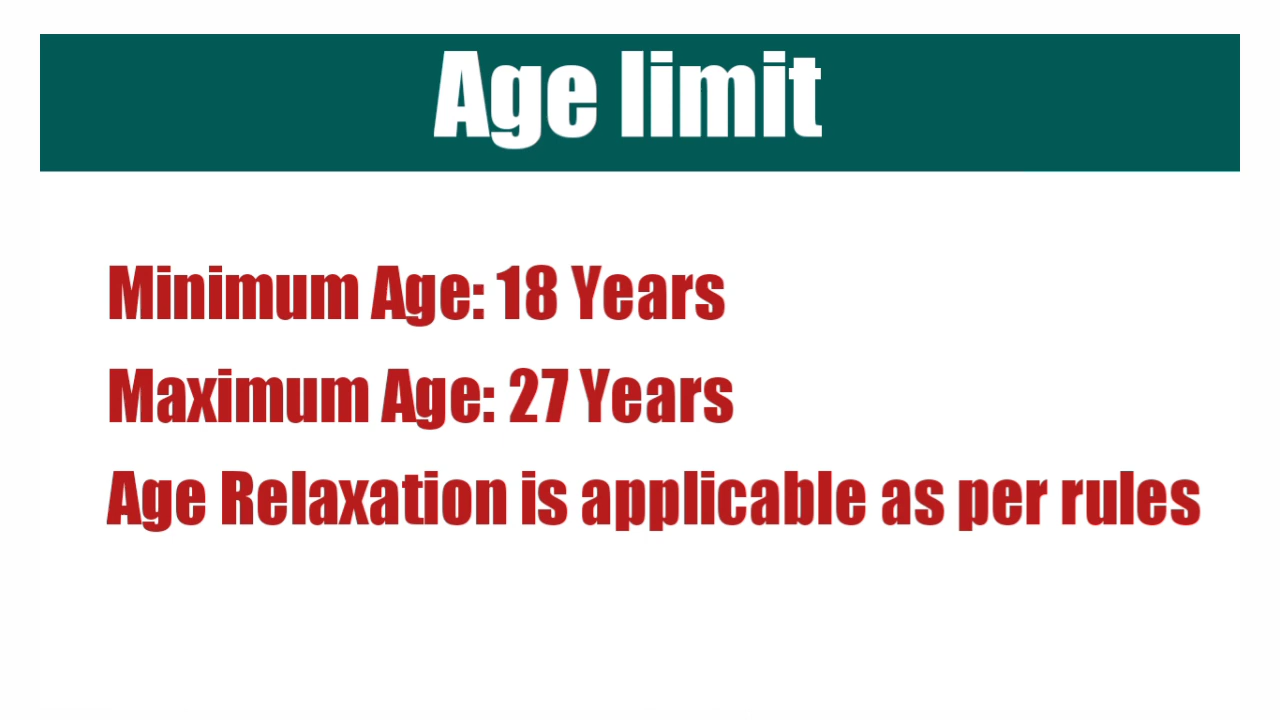 Age limit
Minimum Age: 18 Years
Maximum Age: 27 Years
Age Relaxation is applicable as per rules